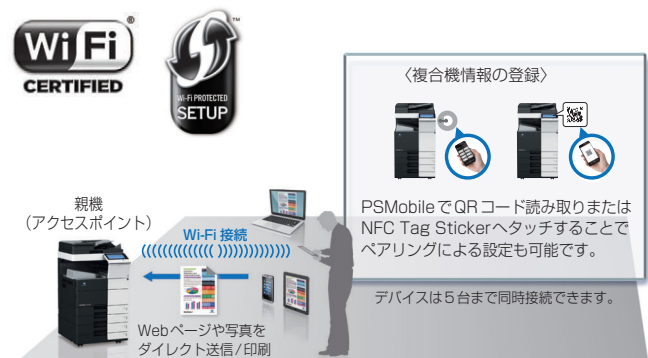 Wi Fi
®
CERTIFIED
™
WI-FI PROTECTED
SETUP
〈複合機情報の登録〉
PSMobileでQRコード読み取りまたは
NFC Tag Stickerへタッチすることで
ペアリングによる設定も可能です。
デバイスは5台まで同時接続できます。
親機
（アクセスポイント）
Wi-Fi 接続
Webページや写真を
ダイレクト送信/印刷